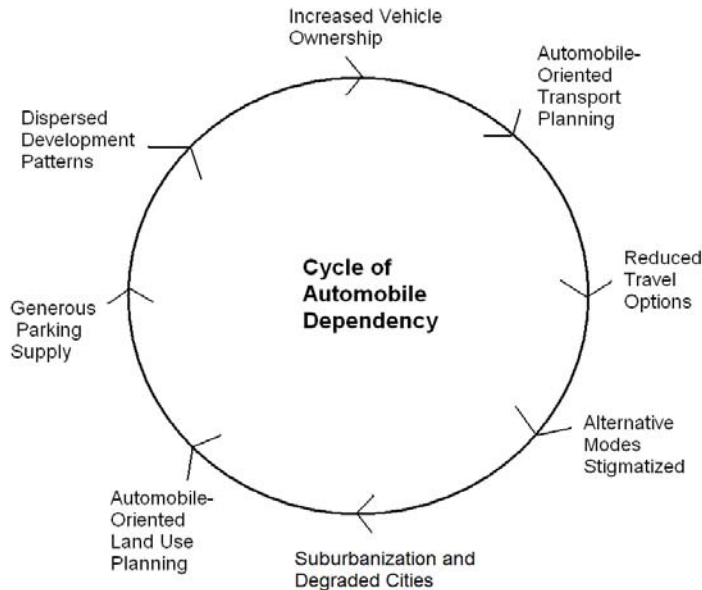 Increased Vehicle
Ownership
Automobile-
Oriented
Transport
Planning
Reduced
Travel
Options
Alternative
Modes
Stigmatized
Suburbanization and
Degraded Cities
Automobile-
Oriented
Land Use
Planning
Generous
Parking
Supply
Dispersed
Development
Patterns
Cycle of
Automobile
Dependency